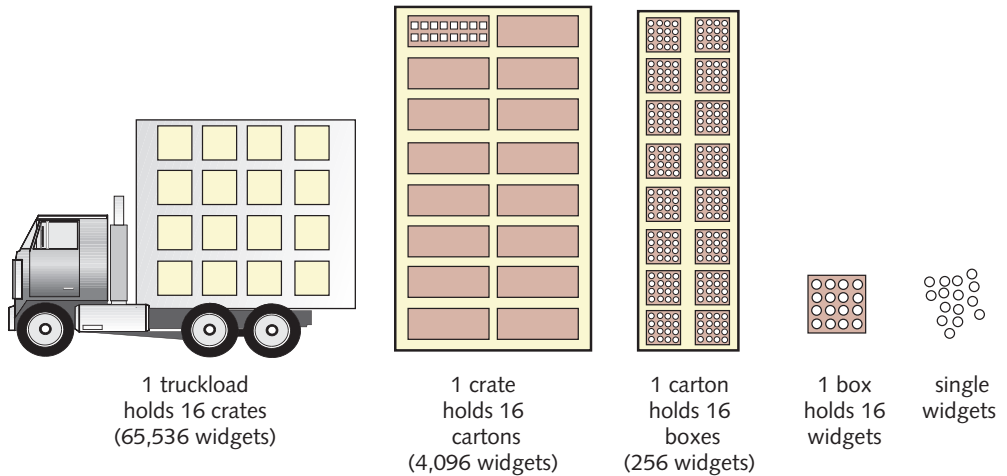 1 truckload
holds 16 crates
(65,536 widgets)
1 crate
holds 16
cartons
(4,096 widgets)
1 carton
holds 16
boxes
(256 widgets)
1 box
holds 16
widgets
single
widgets